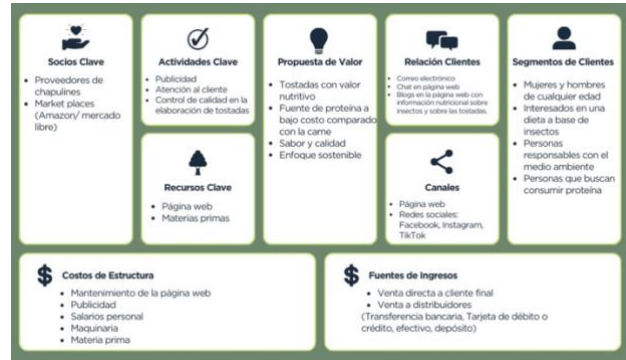 Socios Clave
• Proveedores de
chapulines
• Market places
(Amazon/ mercado
libre)
Actividades Clave
• Publicidad
• Atención al cliente
• Control de calidad en la
elaboración de tostadas
Recursos Clave
• Página web
• Materias primas
Propuesta de Valor
• Tostadas con valor
nutritivo
• Fuente de proteína a
bajo costo comparado
con la carne
• Sabor y calidad
• Enfoque sostenible
Relación Clientes
• Correo electrónico
• Chat en página web
• Blogs en la página web con
información nutricional sobre
insectos y sobre las tostadas.
Canales
• Página web
• Redes sociales:
Facebook, Instagram,
TikTok
Segmentos de Clientes
• Mujeres y hombres
de cualquier edad
• Interesados en una
dieta a base de
insectos
• Personas
responsables con el
medio ambiente
• Personas que buscan
consumir proteína
$ Costos de Estructura
• Mantenimiento de la página web
• Publicidad
• Salarios personal
• Maquinaria
• Materia prima
$ Fuentes de Ingresos
• Venta directa a cliente final
• Venta a distribuidores
(Transferencia bancaria, Tarjeta de débito o
crédito, efectivo, depósito)